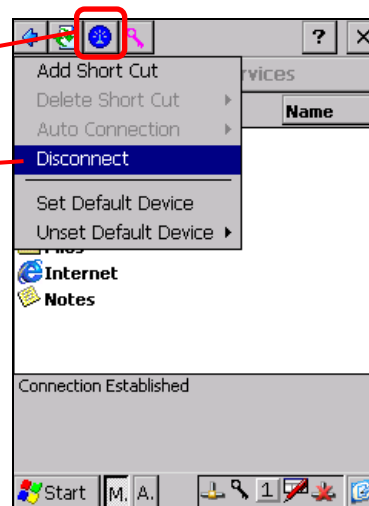 ?
Add Short Cut
rvices
Delete Short Cut
Name
Auto Connection
Disconnect
Set Default Device
Unset Default Device
Internet
Notes
Connection Established
Start M. A. 1